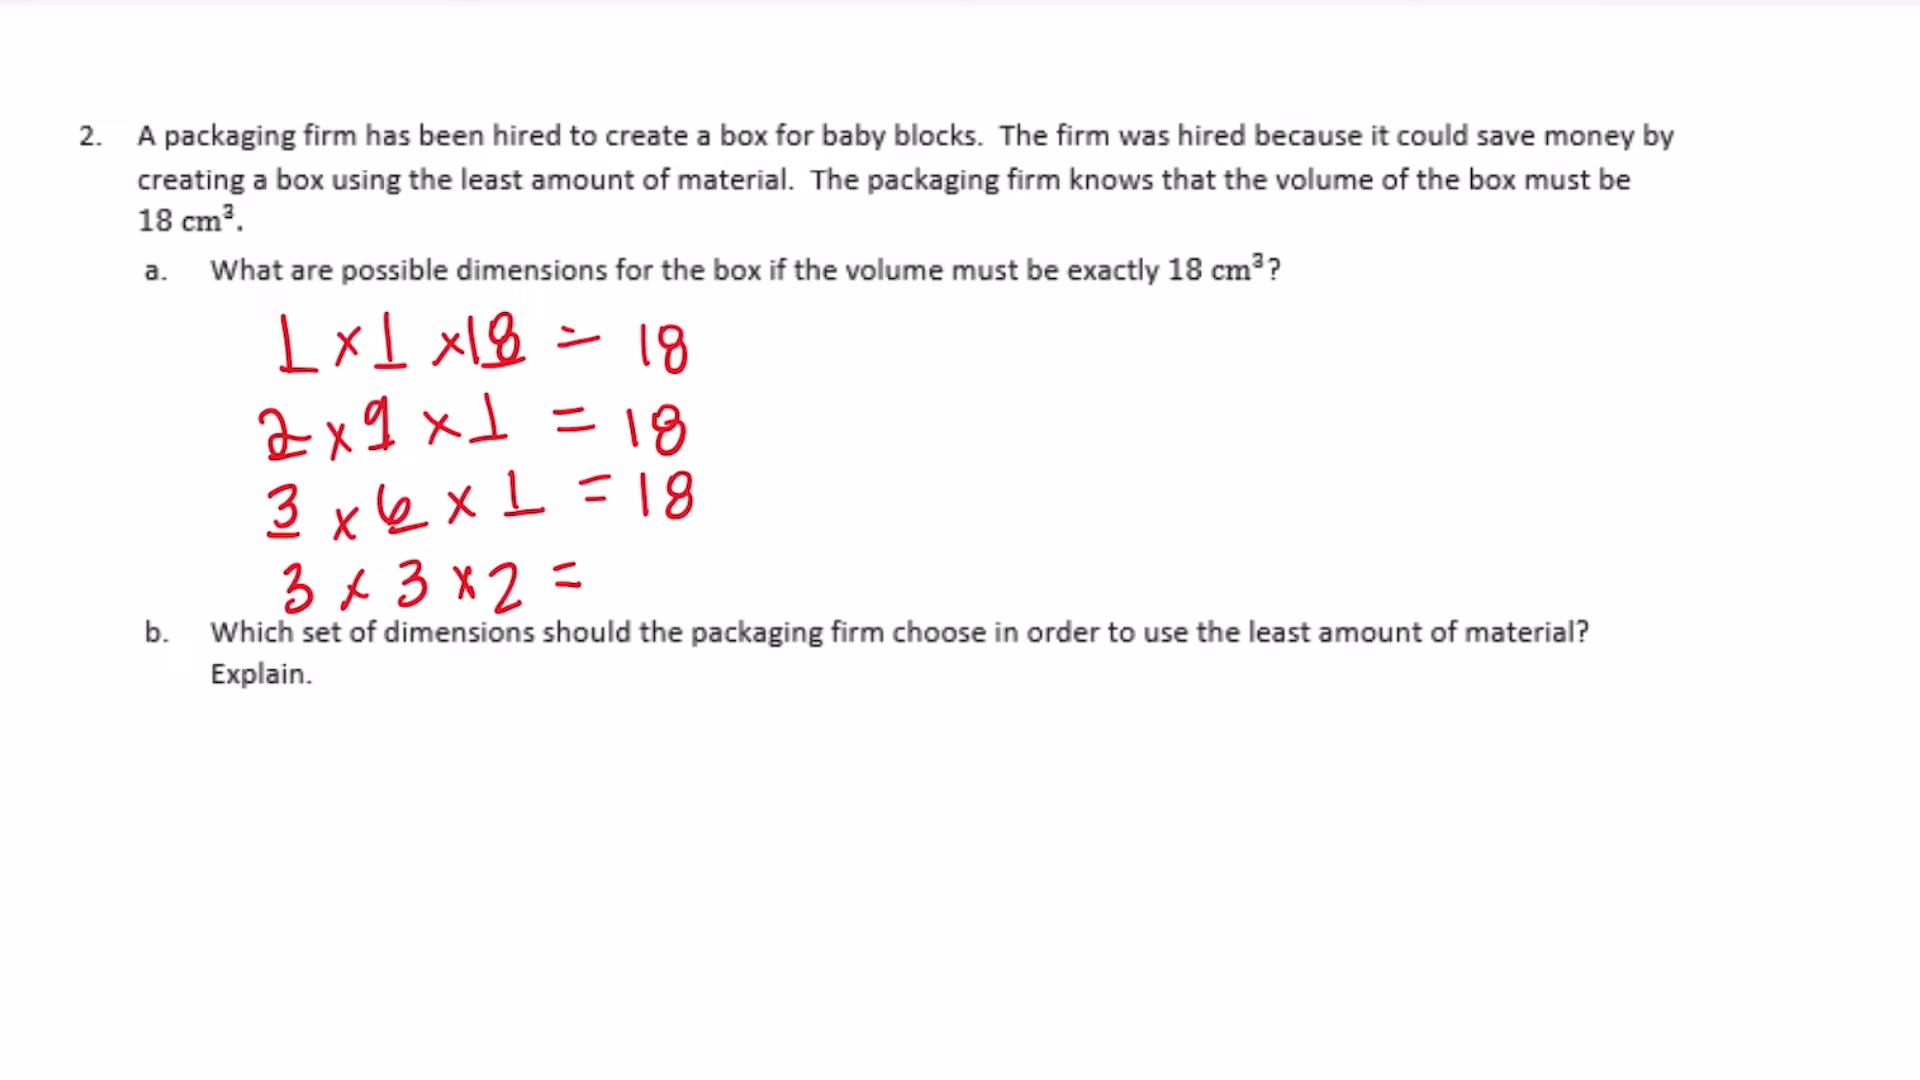 2. A packaging firm has been hired to create a box for baby blocks. The firm was hired because it could save money by
creating a box using the least amount of material. The packaging firm knows that the volume of the box must be
18 cm³.
a. What are possible dimensions for the box if the volume must be exactly 18 cm³?
1 × 1 × 18 = 18
2 × 9 × 1 = 18
3 × 6 × 1 = 18
3 × 3 × 2 =
b. Which set of dimensions should the packaging firm choose in order to use the least amount of material?
Explain.